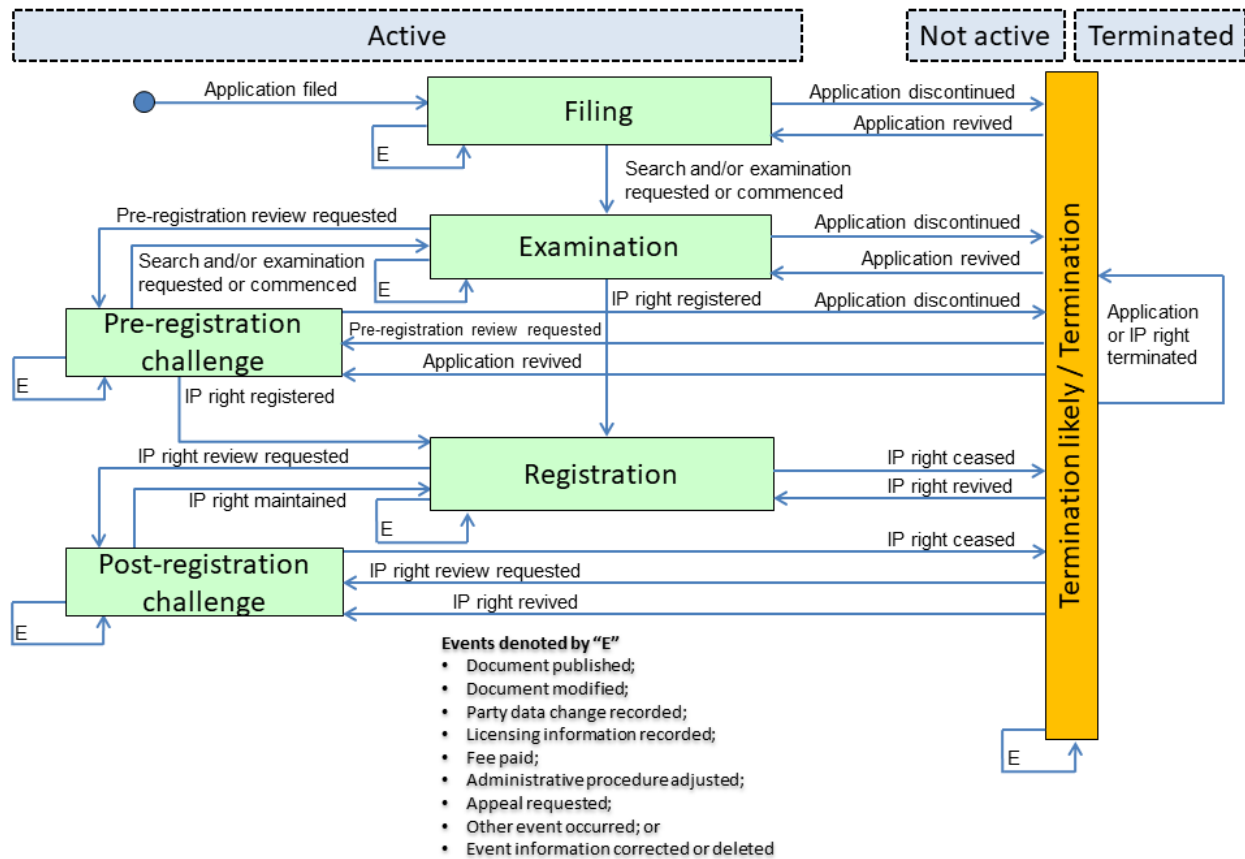 Active
Not active
Terminated
Application filed
Filing
Application discontinued
Application revived
E
Search and/or examination
requested or commenced
Pre-registration review requested
Examination
Application discontinued
Application revived
Search and/or examination
requested or commenced
E
IP right registered
Application discontinued
Pre-registration
challenge
Pre-registration review requested
Application revived
E
IP right registered
Application
or IP right
terminated
Termination likely / Termination
IP right review requested
Registration
IP right ceased
IP right revived
IP right maintained
E
IP right ceased
Post-registration
challenge
IP right review requested
IP right revived
E
Events denoted by “E”
• Document published;
• Document modified;
• Party data change recorded;
• Licensing information recorded;
• Fee paid;
• Administrative procedure adjusted;
• Appeal requested;
• Other event occurred; or
• Event information corrected or deleted
E